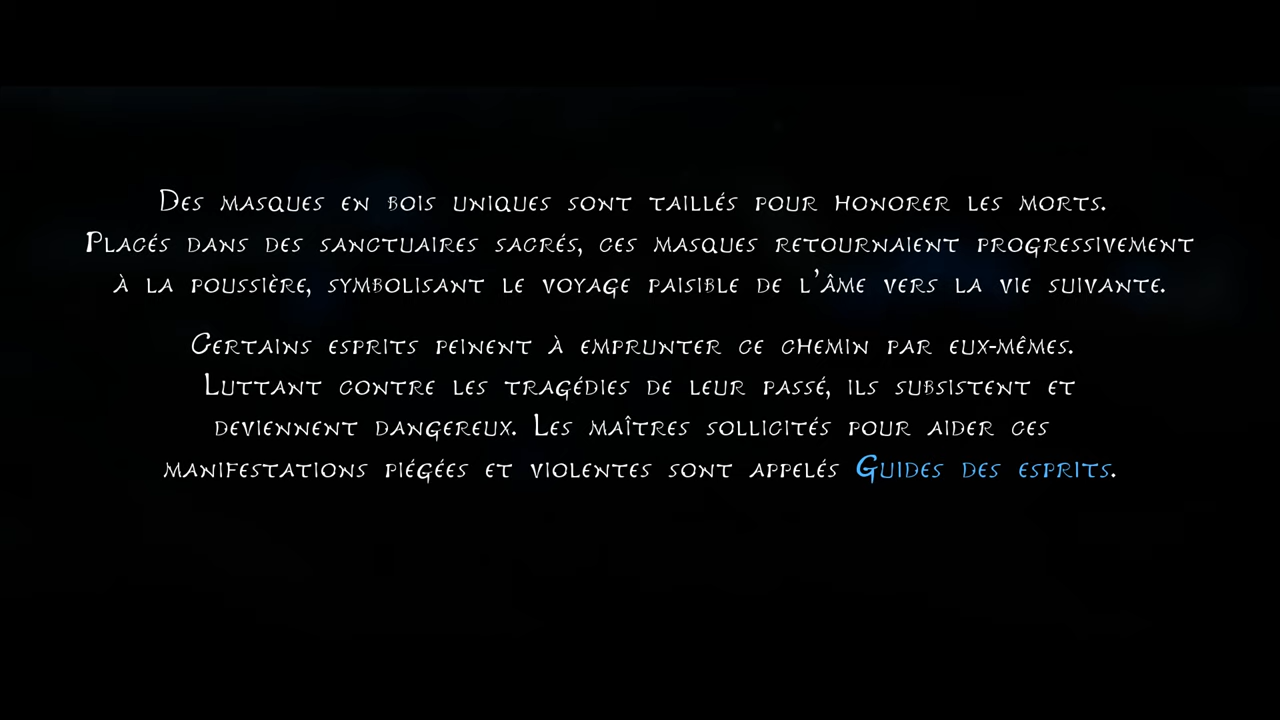 Des masques en bois uniques sont taillés pour honorer les morts.
Placés dans des sanctuaires sacrés, ces masques retournaient progressivement
à la poussière, symbolisant le voyage paisible de l'âme vers la vie suivante.
Certains esprits peinent à emprunter ce chemin par eux-mêmes.
Luttant contre les tragédies de leur passé, ils subsistent et
deviennent dangereux. Les maîtres sollicités pour aider ces
manifestations piégées et violentes sont appelés Guides des esprits.